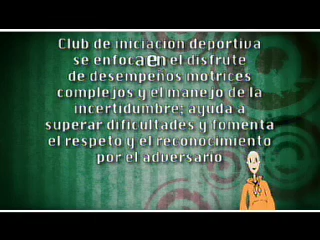 Club de iniciación deportiva
se enfoca en el disfrute
de desempeños motrices
complejos y el manejo de la
incertidumbre; ayuda a
superar dificultades y fomenta
el respeto y el reconocimiento
por el adversario